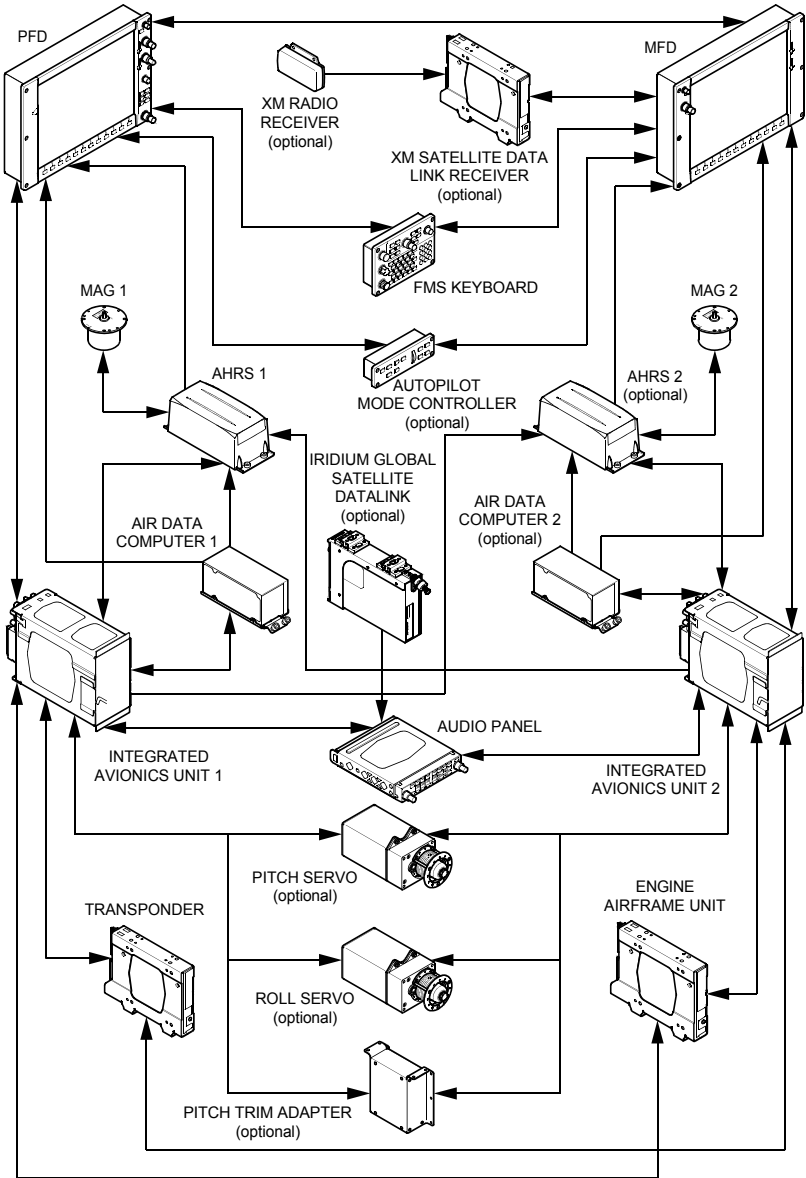 PFD
MFD
XM RADIO
RECEIVER
(optional)
XM SATELLITE DATA
LINK RECEIVER
(optional)
FMS KEYBOARD
MAG 1
MAG 2
AHRS 1
AUTOPILOT
MODE CONTROLLER
(optional)
AHRS 2
(optional)
IRIDIUM GLOBAL
SATELLITE
DATALINK
(optional)
AIR DATA
COMPUTER 1
AIR DATA
COMPUTER 2
(optional)
AUDIO PANEL
INTEGRATED
AVIONICS UNIT 1
INTEGRATED
AVIONICS UNIT 2
PITCH SERVO
(optional)
TRANSPONDER
ENGINE
AIRFRAME UNIT
ROLL SERVO
(optional)
PITCH TRIM ADAPTER
(optional)